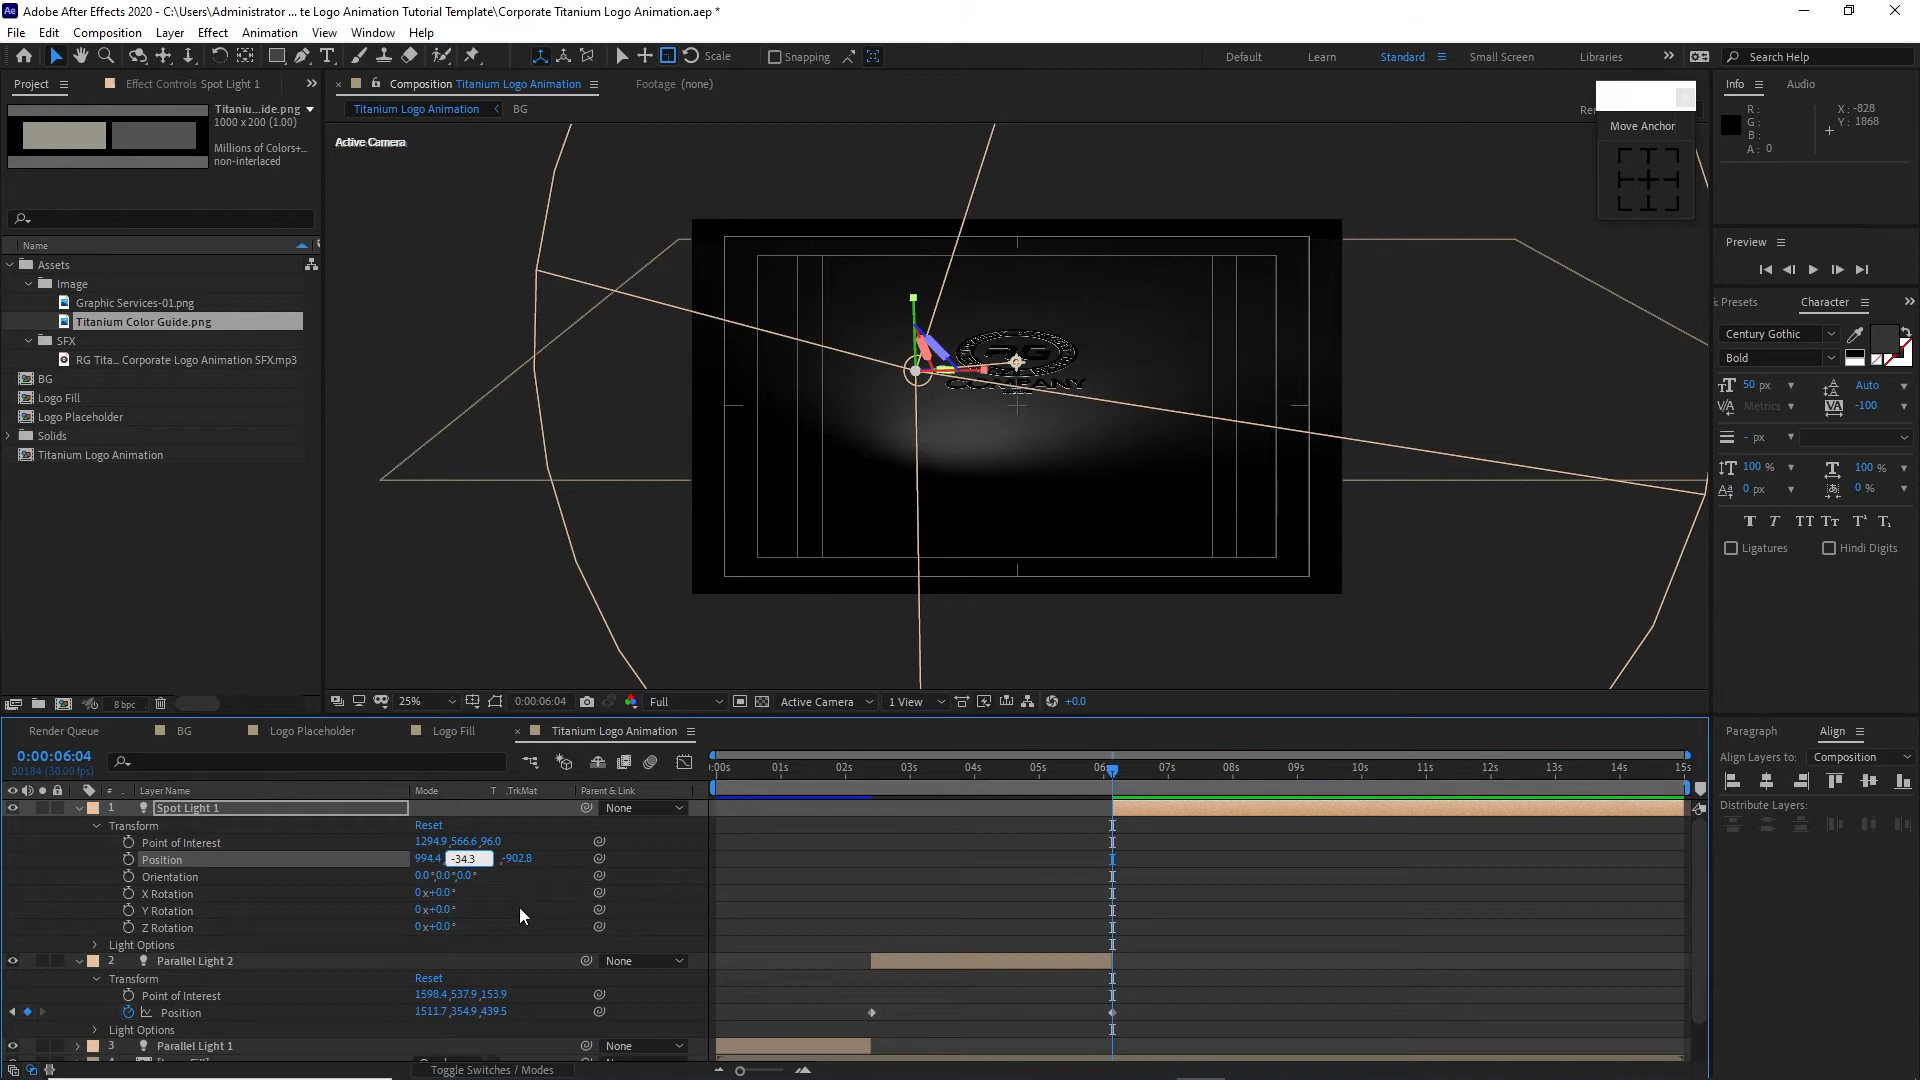 Adobe After Effects 2020 - C:\Users\Administrator ... te Logo Animation Tutorial Template\Corporate Titanium Logo Animation.aep *
File Edit Composition Layer Effect Animation View Window Help
Scale Snapping Default Learn Standard Small Screen Libraries Search Help
Project Effect Controls Spot Light 1
Composition Titanium Logo Animation Footage (none)
Info Audio
Titaniu...ide.png
1000 x 200 (1.00)
Millions of Colors+...
non-interlaced
Titanium Logo Animation BG
Active Camera
Move Anchor
R :
G :
B :
A : 0
X : -828
Y : 1868
Name
Assets
Image
Graphic Services-01.png
Titanium Color Guide.png
SFX
RG Tita... Corporate Logo Animation SFX.mp3
BG
Logo Fill
Logo Placeholder
Solids
Titanium Logo Animation
RG
COMPANY
Preview
Presets Character
Century Gothic
Bold
50 px Auto
Metrics -100
- px
100 % 100 %
0 px 0 %
T T TT Tт T¹ T₁
Ligatures Hindi Digits
8 bpc
25% 0:00:06:04 Full Active Camera 1 View +0.0
Render Queue BG Logo Placeholder Logo Fill Titanium Logo Animation
0:00:06:04
00184 (30.00 fps)
:00s 01s 02s 03s 04s 05s 06 07s 08s 09s 10s 11s 12s 13s 14s 15s
# Layer Name Mode T .TrkMat Parent & Link
1 Spot Light 1 None
Transform Reset
Point of Interest 1294.9,566.6,96.0
Position 994.4, -34.3 ,-902.8
Orientation 0.0°,0.0°,0.0°
X Rotation 0x+0.0°
Y Rotation 0x+0.0°
Z Rotation 0x+0.0°
Light Options
2 Parallel Light 2 None
Transform Reset
Point of Interest 1598.4,537.9,153.9
Position 1511.7,354.9,439.5
Light Options
3 Parallel Light 1 None
Toggle Switches / Modes
Paragraph Align
Align Layers to: Composition
Distribute Layers: